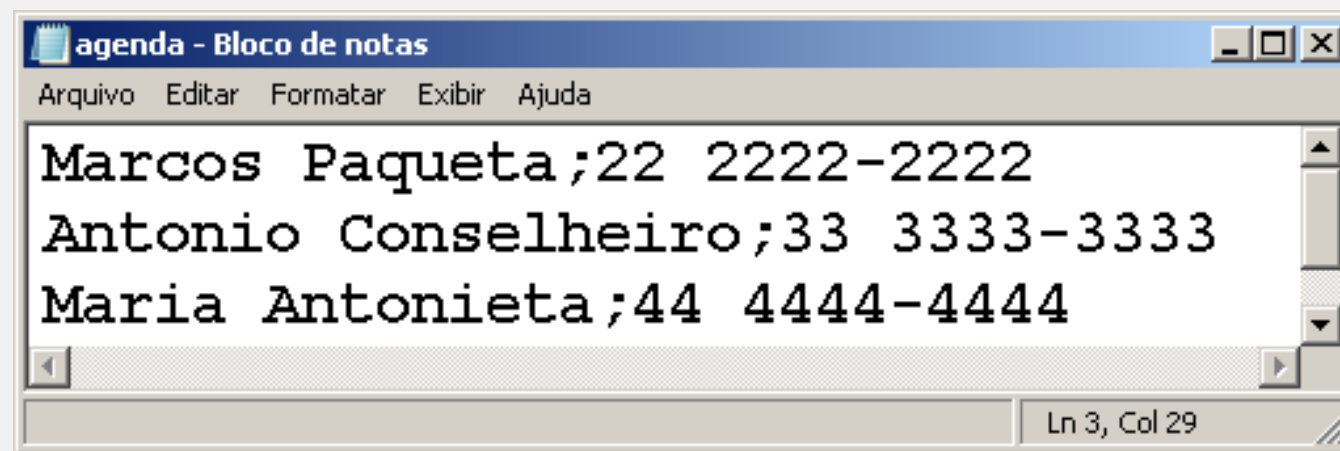 agenda - Bloco de notas
Arquivo Editar Formatar Exibir Ajuda
Marcos Paqueta;22 2222-2222
Antonio Conselheiro;33 3333-3333
Maria Antonieta;44 4444-4444
Ln 3, Col 29